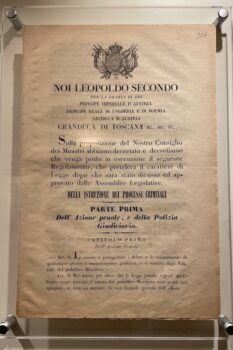 NOI LEOPOLDO SECONDO
PER LA GRAZIA DI DIO
PRINCIPE IMPERIALE D'AUSTRIA
PRINCIPE REALE DI UNGHERIA E DI BOEMIA
ARCIDUCA D'AUSTRIA
GRANDUCA DI TOSCANA EC. EC. EC.
Sulla proposizione del Nostro Consiglio
dei Ministri abbiamo decretato e decretiamo
che venga posto in esecuzione il seguente
Regolamento, che prenderà il carattere di
Legge dopo che sarà stato discusso ed ap-
provato dalle Assemblee Legislative
DELLA ISTRUZIONE DEI PROCESSI CRIMINALI
PARTE PRIMA
Dell' Azione penale, e della Polizia
Giudiciaria.
CAPITOLO PRIMO
Dell' Azione Penale